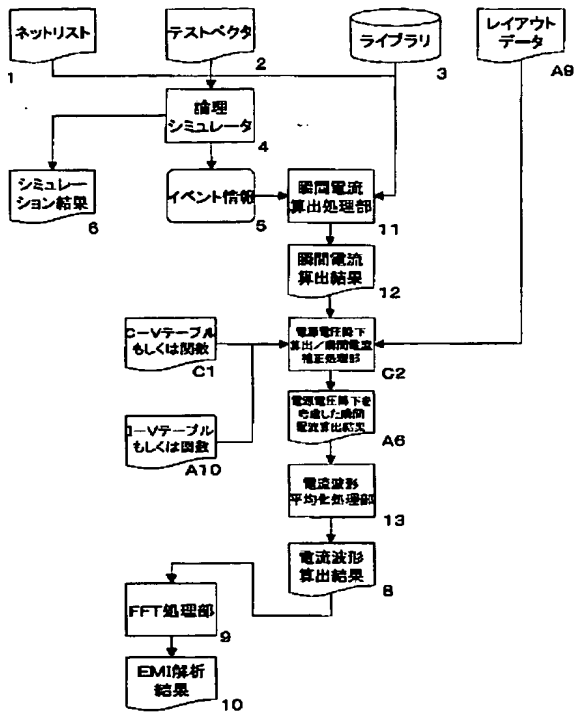 ネットリスト
1
テストベクタ
2
ライブラリ
3
レイアウト
データ
A9
論理
シミュレータ
4
シミュレー
ション結果
6
イベント情報
5
瞬間電流
算出処理部
11
瞬間電流
算出結果
12
C−Vテーブル
もしくは関数
C1
電源電圧降下
算出/瞬間電流
補正処理部
C2
I−Vテーブル
もしくは関数
A10
電源電圧降下を
考慮した瞬間
電流算出結果
A6
電流波形
平均化処理部
13
電流波形
算出結果
8
FFT処理部
9
EMI解析
結果
10